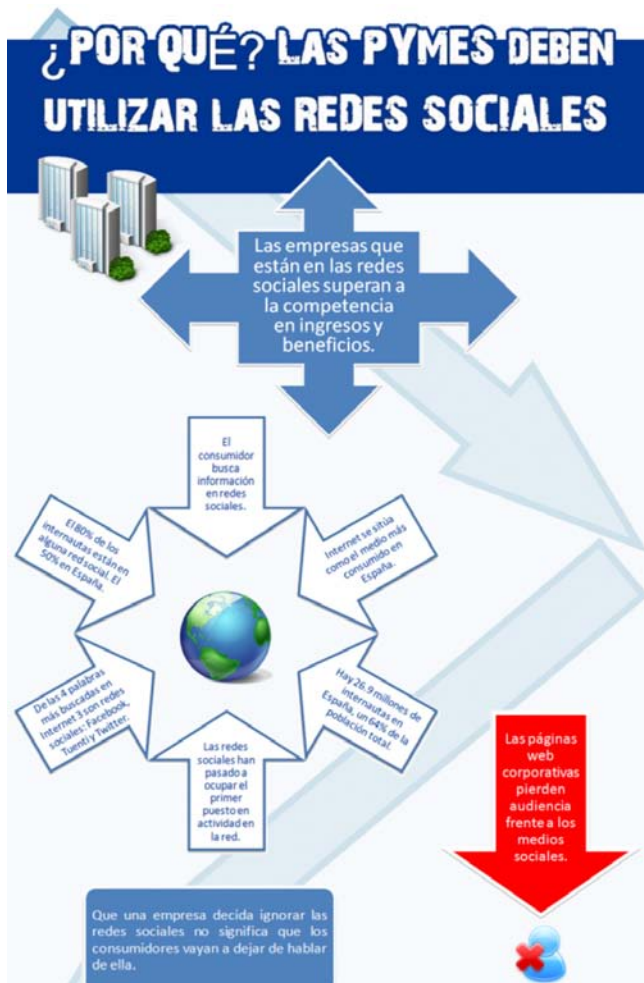 ¿POR QUÉ? LAS PYMES DEBEN
UTILIZAR LAS REDES SOCIALES
Las empresas que
están en las redes
sociales superan a
la competencia
en ingresos y
beneficios.
El
consumidor
busca
información
en redes
sociales.
El 80% de los
internautas están en
alguna red social. El
50% en España.
Internet se sitúa
como el medio más
consumido en
España.
De las 4 palabras
más buscadas en
Internet 3 son redes
sociales: Facebook,
Tuenti y Twitter.
Hay 26.9 millones de
internautas en
España, un 64% de la
población total.
Las redes
sociales han
pasado a
ocupar el
primer
puesto en
actividad en
la red.
Las páginas
web
corporativas
pierden
audiencia
frente a los
medios
sociales.
Que una empresa decida ignorar las
redes sociales no significa que los
consumidores vayan a dejar de hablar
de ella.